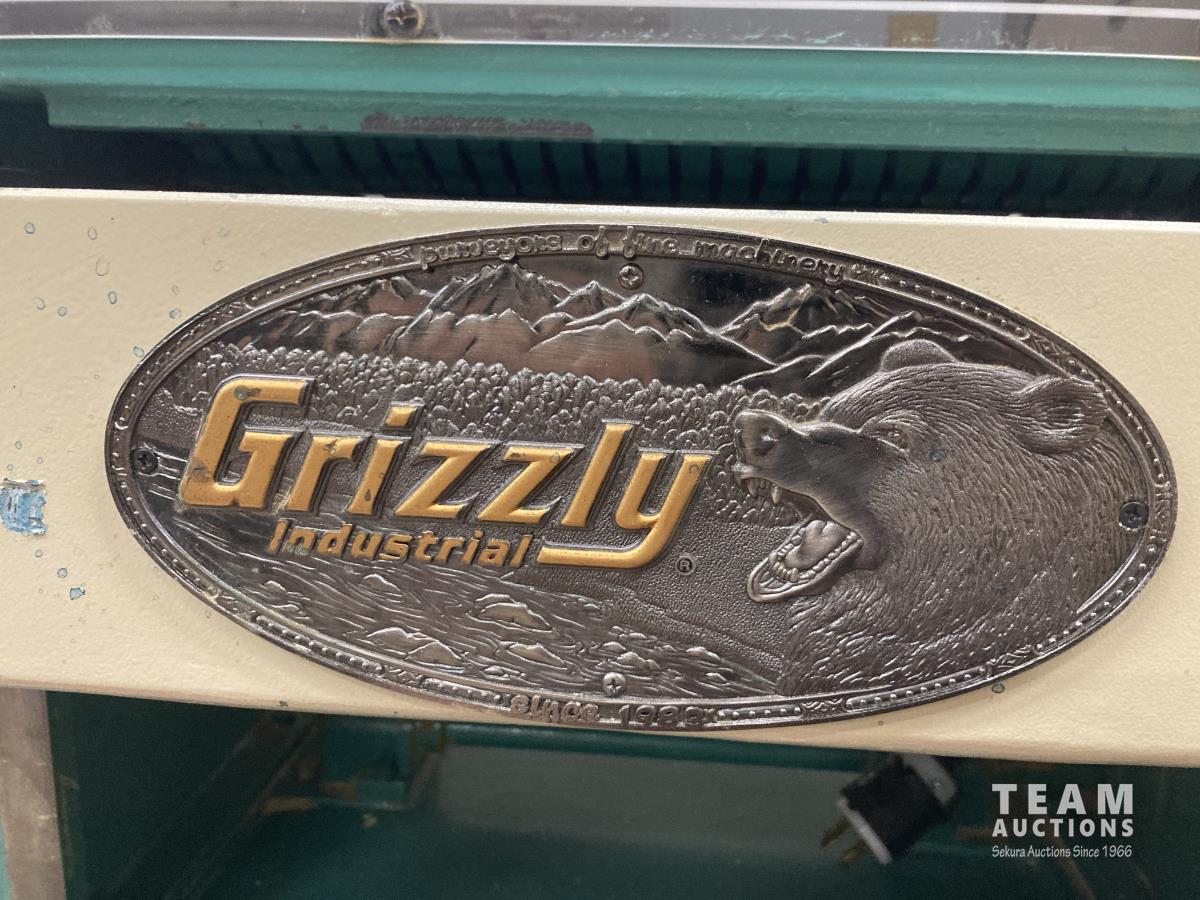 purveyors of fine machinery
Grizzly
Industrial
®
since 1983
TEAM
AUCTIONS
Sekura Auctions Since 1966